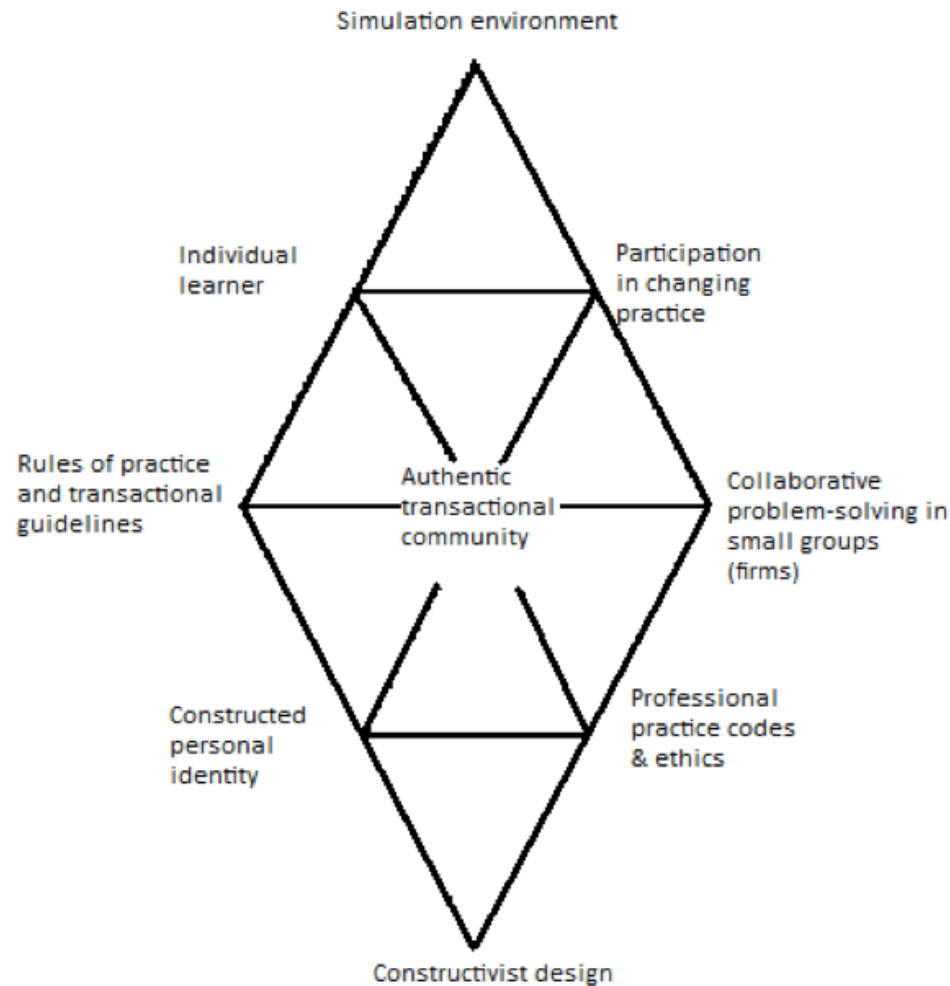 Simulation environment
Individual
learner
Participation
in changing
practice
Rules of practice
and transactional
guidelines
Authentic
transactional
community
Collaborative
problem-solving in
small groups
(firms)
Constructed
personal
identity
Professional
practice codes
& ethics
Constructivist design